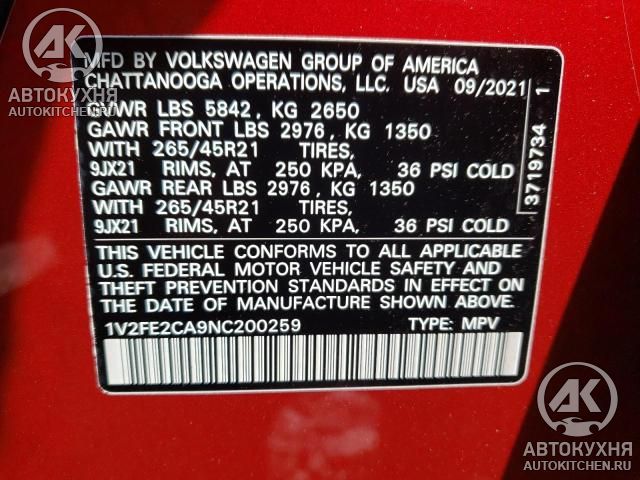 MFD BY VOLKSWAGEN GROUP OF AMERICA
CHATTANOOGA OPERATIONS, LLC. USA 09/2021
LBS 5842, KG 2650
GAWR FRONT LBS 2976, KG 1350
WITH 265/45R21 TIRES,
9JX21 RIMS, AT 250 KPA, 36 PSI COLD
GAWR REAR LBS 2976, KG 1350
WITH 265/45R21 TIRES,
9JX21 RIMS, AT 250 KPA, 36 PSI COLD
THIS VEHICLE CONFORMS TO ALL APPLICABLE
U.S. FEDERAL MOTOR VEHICLE SAFETY AND
THEFT PREVENTION STANDARDS IN EFFECT ON
THE DATE OF MANUFACTURE SHOWN ABOVE.
1V2FE2CA9NC200259 TYPE: MPV
3719734 1
АК
АВТОКУХНЯ
AUTOKITCHEN.RU
АК
АВТОКУХНЯ
AUTOKITCHEN.RU